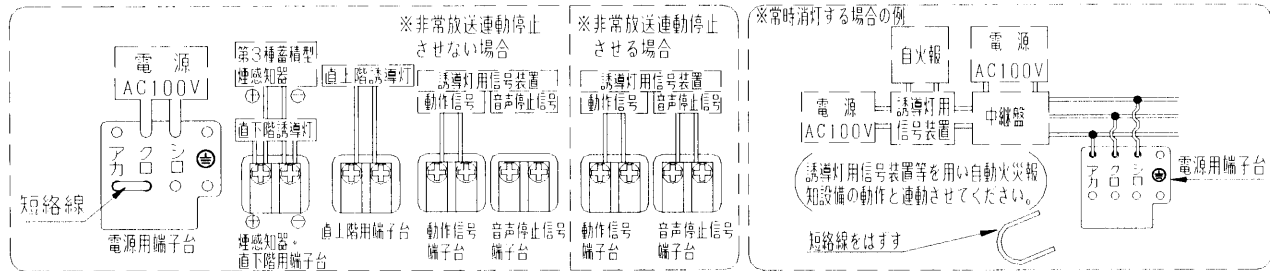 電源
AC100V
アカ
クロ
シロ
短絡線
電源用端子台
第3種蓄積型
煙感知器
⊕ ⊖
直下階誘導灯
⊕ ⊖
煙感知器・
直下階用端子台
直上階誘導灯
直上階用端子台
※非常放送連動停止
させない場合
誘導灯用信号装置
動作信号 音声停止信号
動作信号
端子台
音声停止信号
端子台
※非常放送連動停止
させる場合
誘導灯用信号装置
動作信号 音声停止信号
動作信号
端子台
音声停止信号
端子台
※常時消灯する場合の例
自火報
電源
AC100V
電源
AC100V
誘導灯用
信号装置
中継盤
(誘導灯用信号装置等を用い自動火災報
知設備の動作と連動させてください。)
アカ
クロ
シロ
電源用端子台
短絡線をはずす